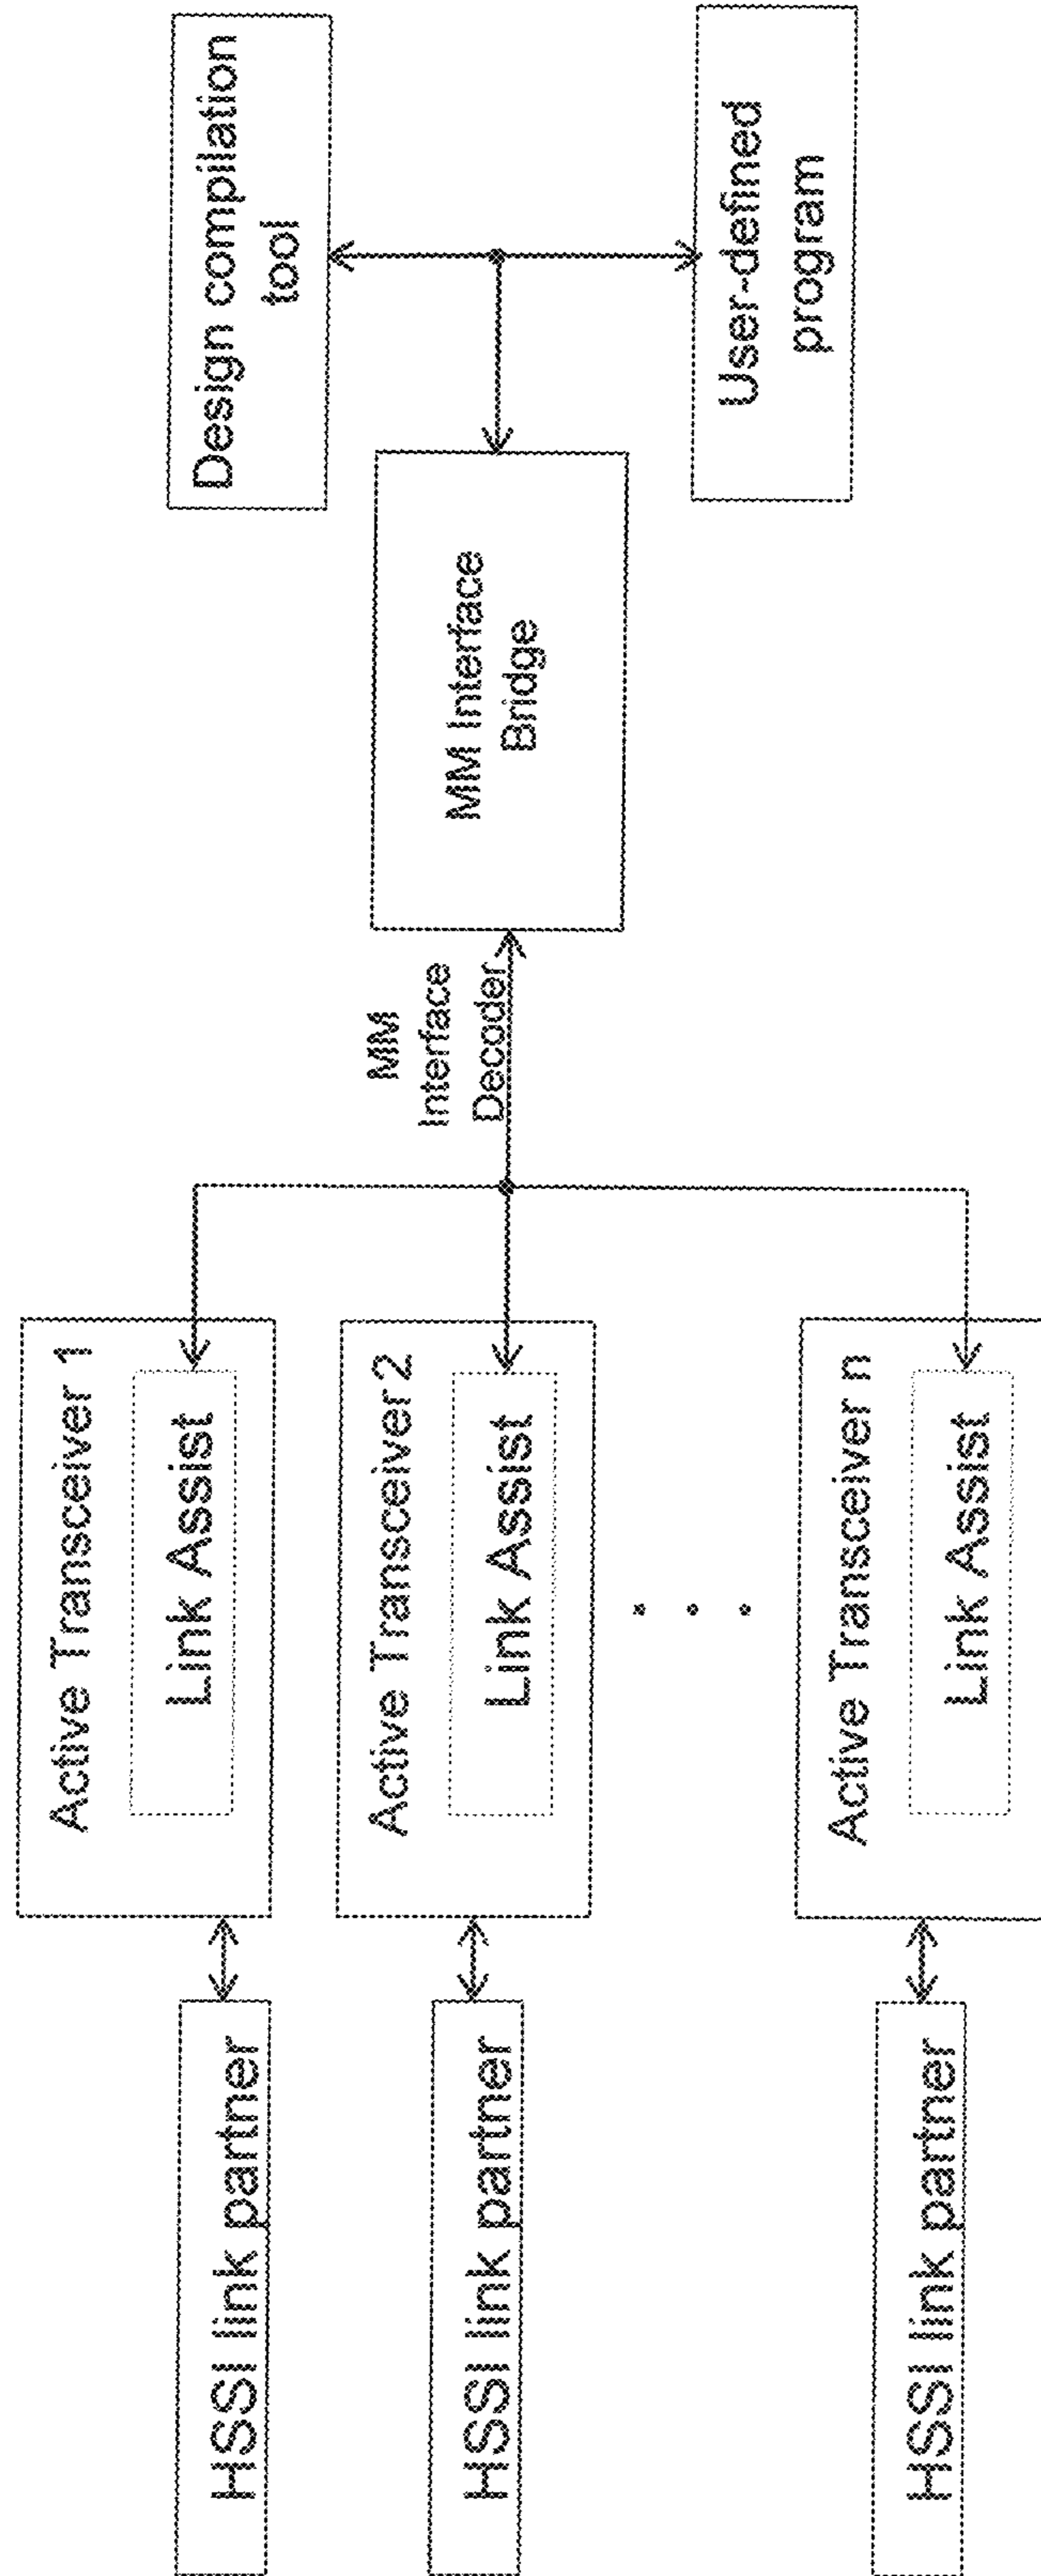 HSSI link partner
Active Transceiver 1
Link Assist
HSSI link partner
Active Transceiver 2
Link Assist
HSSI link partner
Active Transceiver n
Link Assist
MM
Interface
Decoder
MM Interface
Bridge
Design compilation
tool
User-defined
program